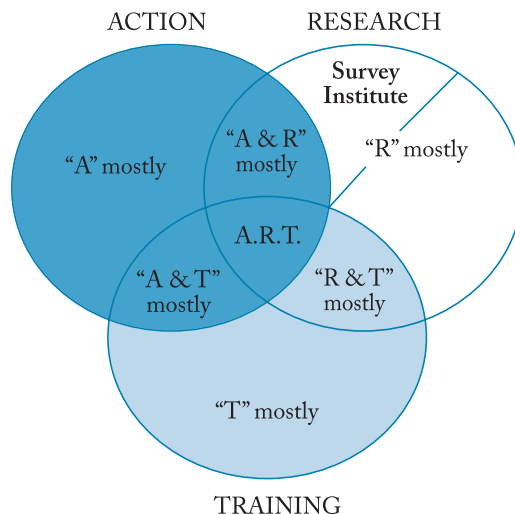 ACTION
RESEARCH
Survey
Institute
“A & R”
mostly
“R” mostly
“A” mostly
A.R.T.
“A & T”
mostly
“R & T”
mostly
“T” mostly
TRAINING